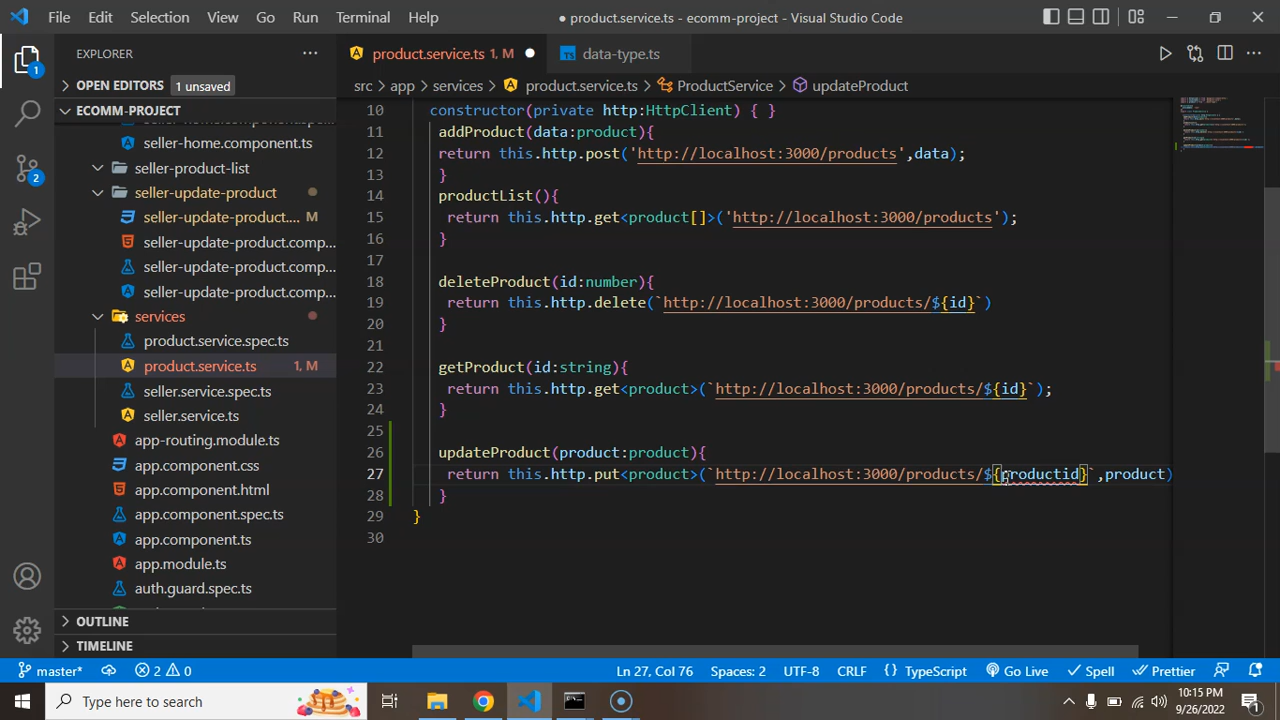 File Edit Selection View Go Run Terminal Help
● product.service.ts - ecomm-project - Visual Studio Code
EXPLORER
OPEN EDITORS 1 unsaved
ECOMM-PROJECT
seller-home.component.ts
seller-product-list
seller-update-product
seller-update-product.... M
seller-update-product.comp...
seller-update-product.comp...
seller-update-product.comp...
services
product.service.spec.ts
product.service.ts 1, M
seller.service.spec.ts
seller.service.ts
app-routing.module.ts
app.component.css
app.component.html
app.component.spec.ts
app.component.ts
app.module.ts
auth.guard.spec.ts
OUTLINE
TIMELINE
1
2
product.service.ts 1, M ●
TS data-type.ts
src > app > services > product.service.ts > ProductService > updateProduct
10 constructor(private http:HttpClient) { }
11 addProduct(data:product){
12 return this.http.post('http://localhost:3000/products',data);
13 }
14 productList(){
15 return this.http.get<product[]>('http://localhost:3000/products');
16 }
17
18 deleteProduct(id:number){
19 return this.http.delete(`http://localhost:3000/products/${id}`)
20 }
21
22 getProduct(id:string){
23 return this.http.get<product>(`http://localhost:3000/products/${id}`);
24 }
25
26 updateProduct(product:product){
27 return this.http.put<product>(`http://localhost:3000/products/${productid}`,product)
28 }
29 }
30
master* 2 0 Ln 27, Col 76 Spaces: 2 UTF-8 CRLF { } TypeScript Go Live Spell Prettier
Type here to search
10:15 PM
9/26/2022
1